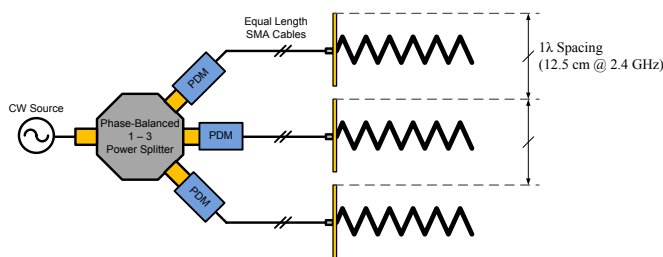 Equal Length
SMA Cables
1λ Spacing
(12.5 cm @ 2.4 GHz)
PDM
CW Source
Phase-Balanced
1 – 3
Power Splitter
PDM
PDM